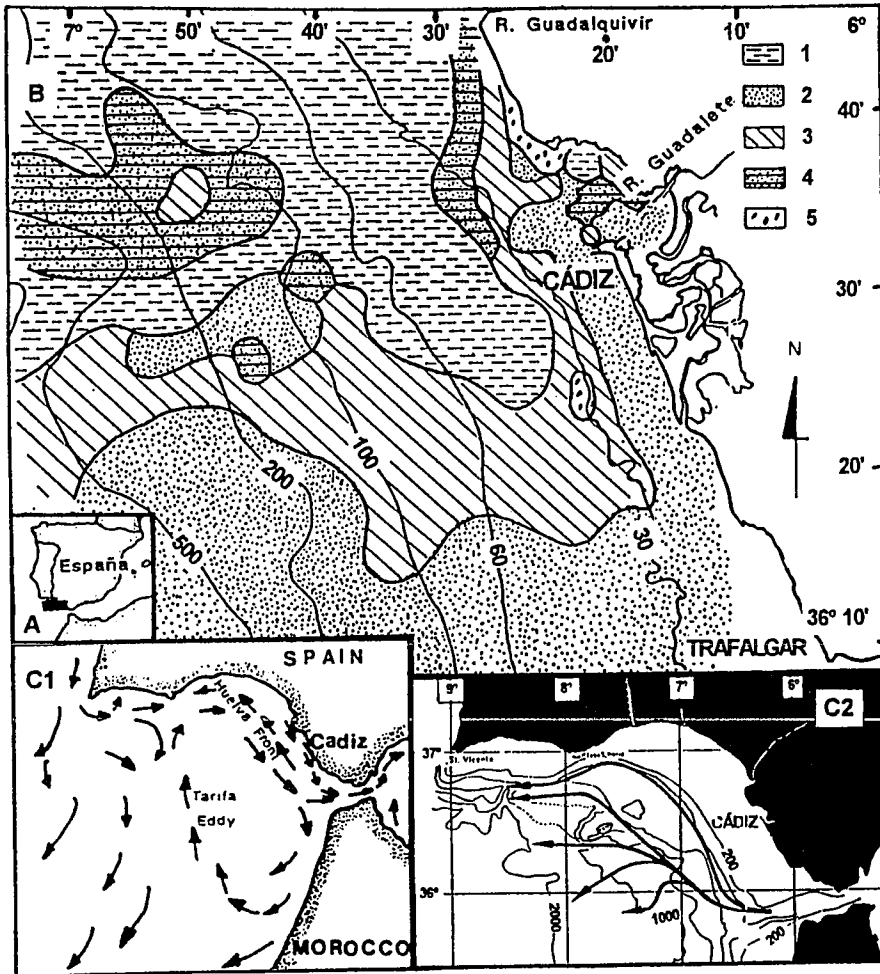 7° 50' 40' 30' R. Guadalquivir 20' 10' 6°
B
1
2
3
4
5
40'
R. Guadalete
CÁDIZ
30'
N
20'
100
200
500
60
30
36° 10'
TRAFALGAR
España
A
C1
SPAIN
Huelva Front
Cadiz
Tarifa
Eddy
MOROCCO
9° 8° 7° 6°
C2
37°
St. Vicente
CÁDIZ
200
36°
2000
1000
200